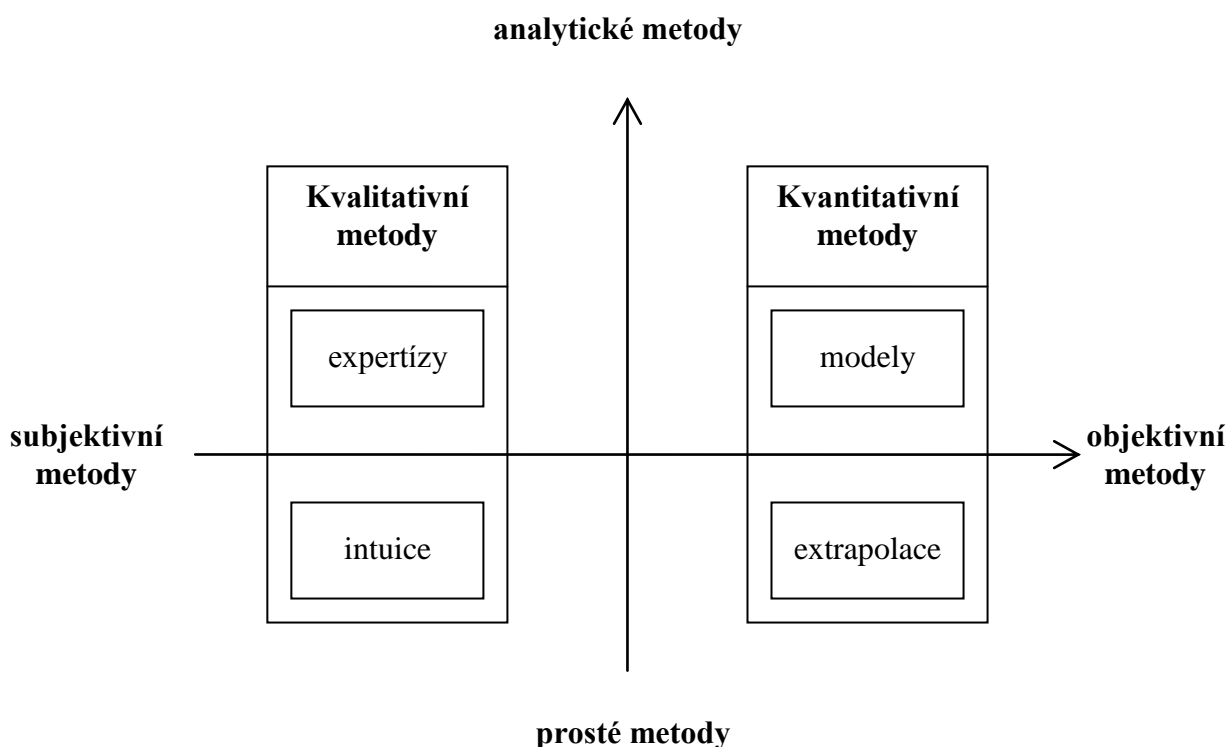 analytické metody
Kvalitativní
metody
Kvantitativní
metody
expertízy
modely
subjektivní
metody
objektivní
metody
intuice
extrapolace
prosté metody